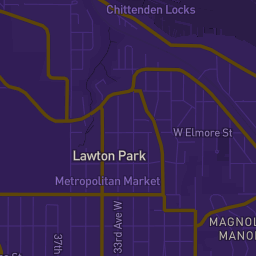 Chittenden Locks
W Elmore St
Lawton Park
Metropolitan Market
33rd Ave W
37th
MAGNOL
MANO